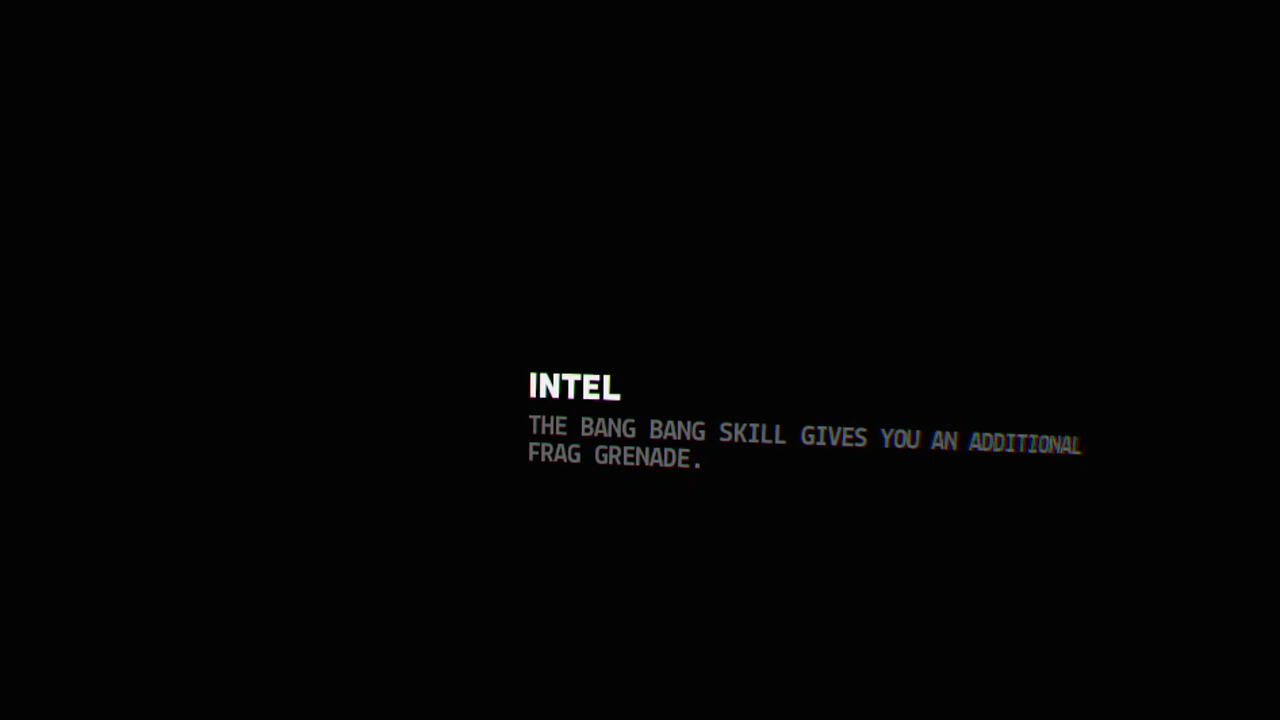 INTEL
THE BANG BANG SKILL GIVES YOU AN ADDITIONAL
FRAG GRENADE.